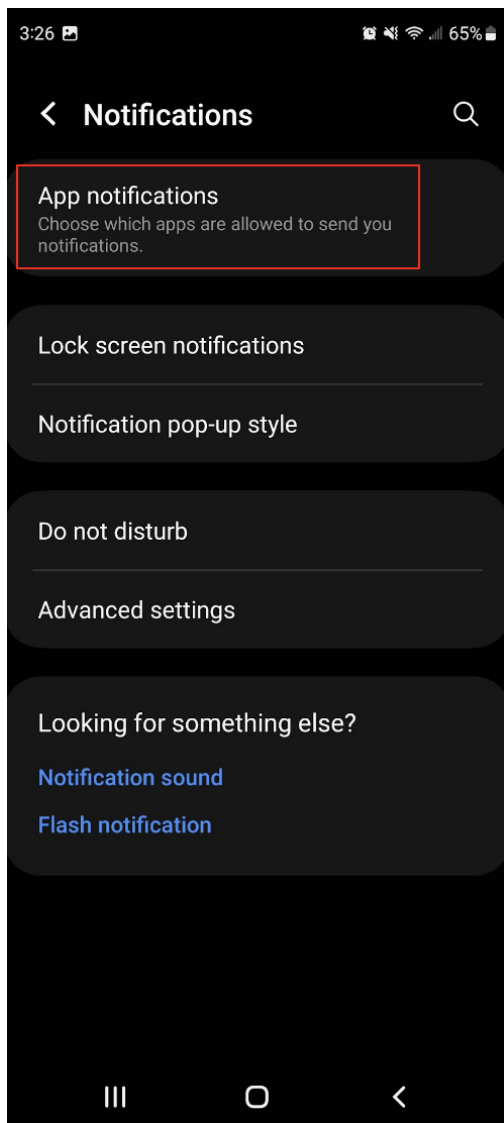 3:26 65%
Notifications
App notifications
Choose which apps are allowed to send you
notifications.
Lock screen notifications
Notification pop-up style
Do not disturb
Advanced settings
Looking for something else?
Notification sound
Flash notification